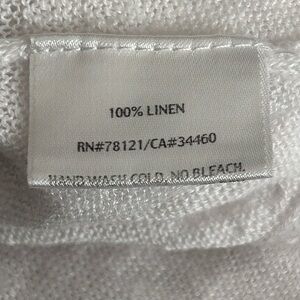 100% LINEN
RN#78121/CA#34460
HAND WASH COLD, NO BLEACH,